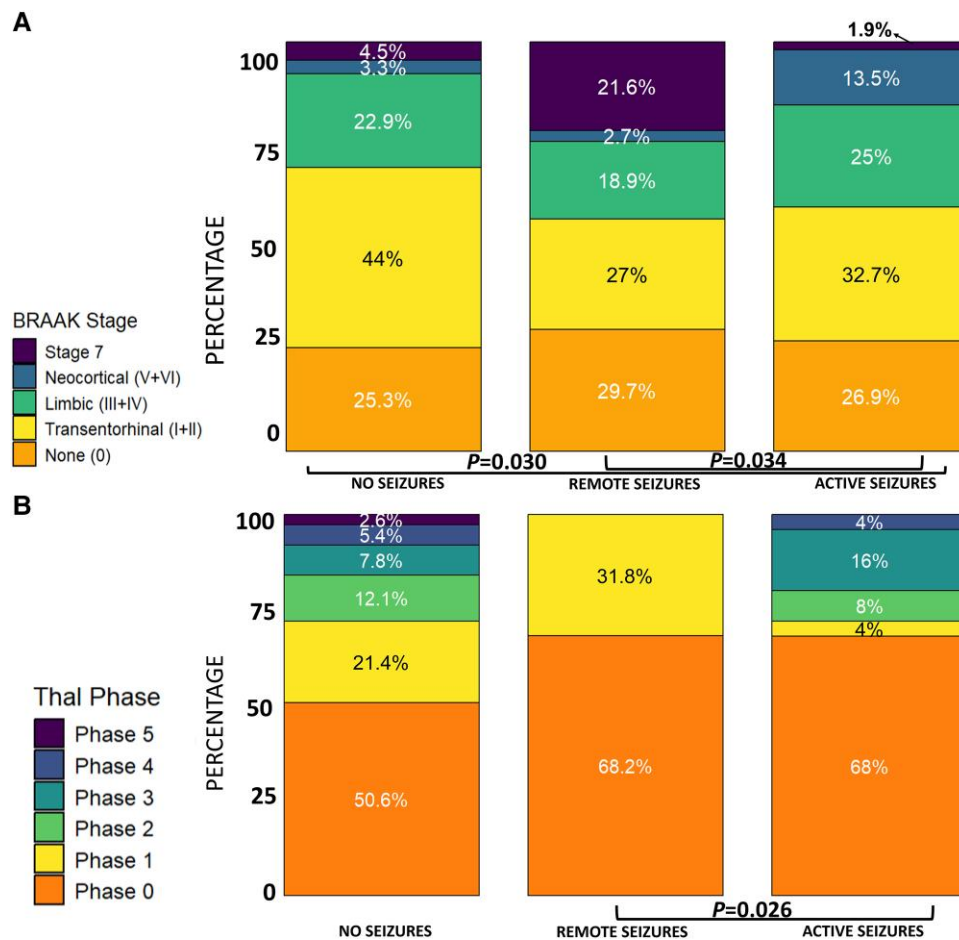 A
1.9%
100
75
50
25
0
PERCENTAGE
4.5%
3.3%
22.9%
44%
25.3%
21.6%
2.7%
18.9%
27%
29.7%
13.5%
25%
32.7%
26.9%
BRAAK Stage
Stage 7
Neocortical (V+VI)
Limbic (III+IV)
Transentorhinal (I+II)
None (0)
P=0.030
P=0.034
NO SEIZURES
REMOTE SEIZURES
ACTIVE SEIZURES
B
100
75
50
25
0
PERCENTAGE
2.6%
5.4%
7.8%
12.1%
21.4%
50.6%
31.8%
68.2%
4%
16%
8%
4%
68%
Thal Phase
Phase 5
Phase 4
Phase 3
Phase 2
Phase 1
Phase 0
P=0.026
NO SEIZURES
REMOTE SEIZURES
ACTIVE SEIZURES